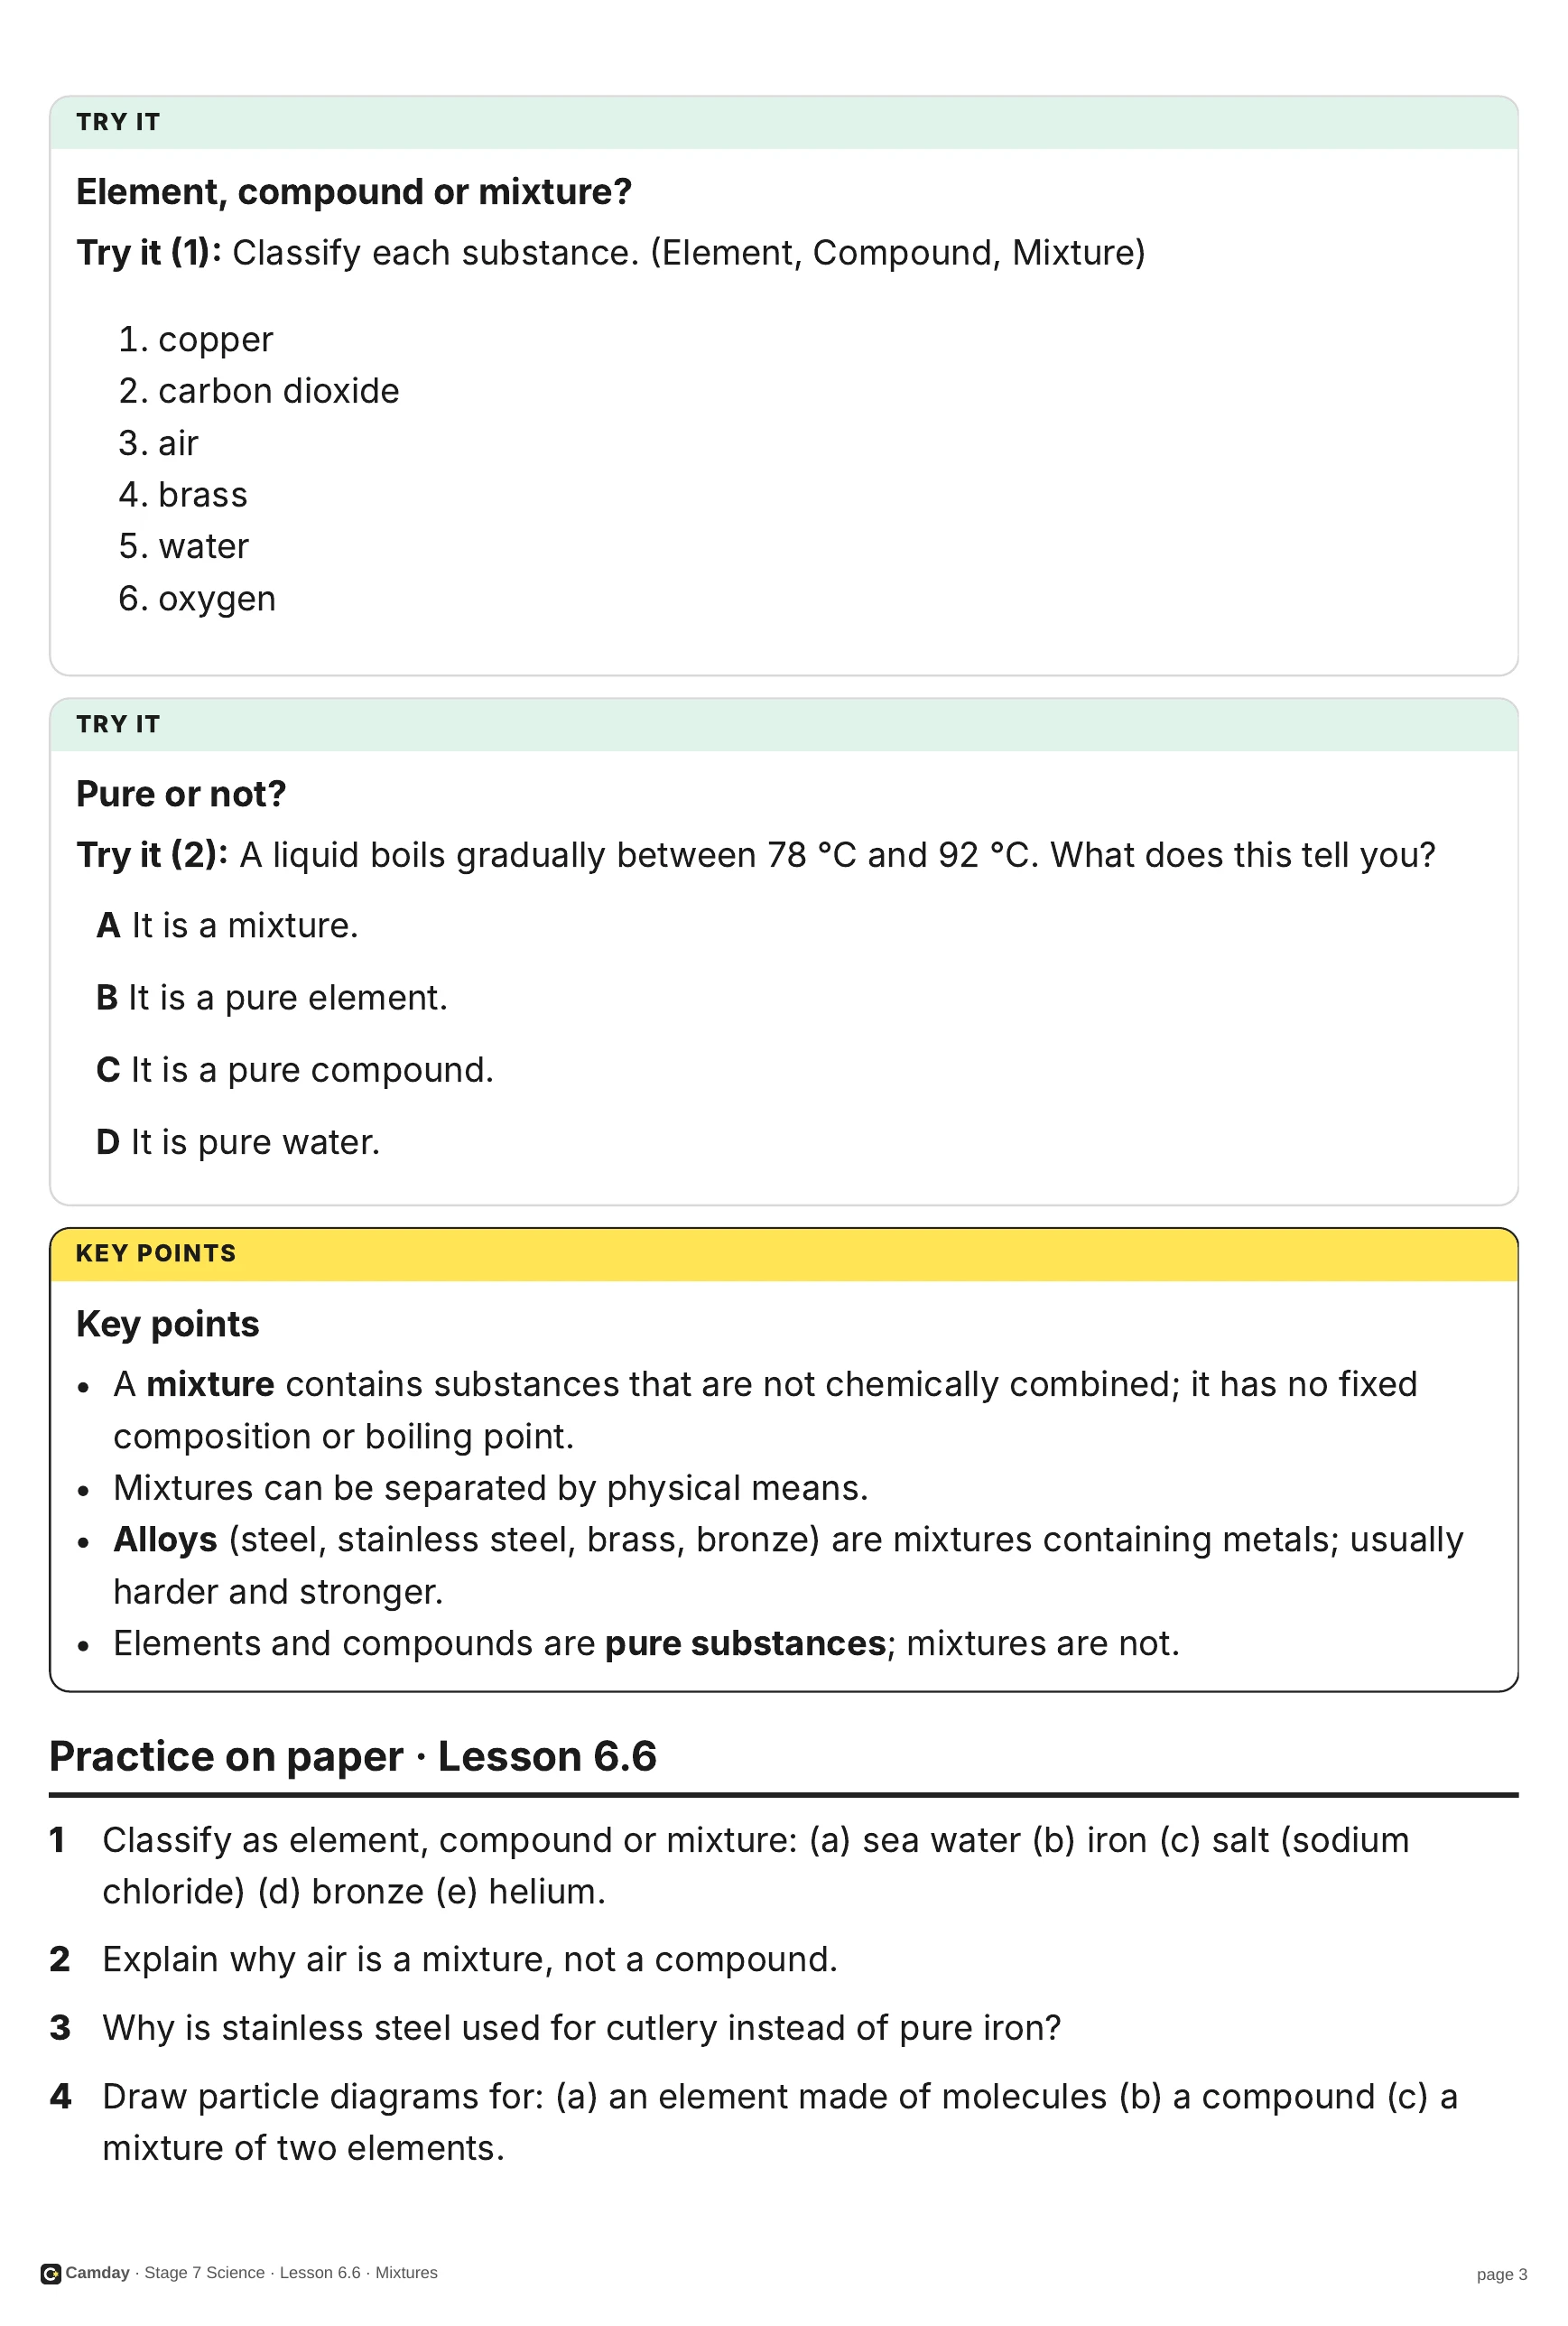 TRY IT
Element, compound or mixture?
Try it (1): Classify each substance. (Element, Compound, Mixture)
1. copper
2. carbon dioxide
3. air
4. brass
5. water
6. oxygen
TRY IT
Pure or not?
Try it (2): A liquid boils gradually between 78 °C and 92 °C. What does this tell you?
A It is a mixture.
B It is a pure element.
C It is a pure compound.
D It is pure water.
KEY POINTS
Key points
• A mixture contains substances that are not chemically combined; it has no fixed
composition or boiling point.
• Mixtures can be separated by physical means.
• Alloys (steel, stainless steel, brass, bronze) are mixtures containing metals; usually
harder and stronger.
• Elements and compounds are pure substances; mixtures are not.
Practice on paper · Lesson 6.6
1 Classify as element, compound or mixture: (a) sea water (b) iron (c) salt (sodium
chloride) (d) bronze (e) helium.
2 Explain why air is a mixture, not a compound.
3 Why is stainless steel used for cutlery instead of pure iron?
4 Draw particle diagrams for: (a) an element made of molecules (b) a compound (c) a
mixture of two elements.
Camday · Stage 7 Science · Lesson 6.6 · Mixtures
page 3